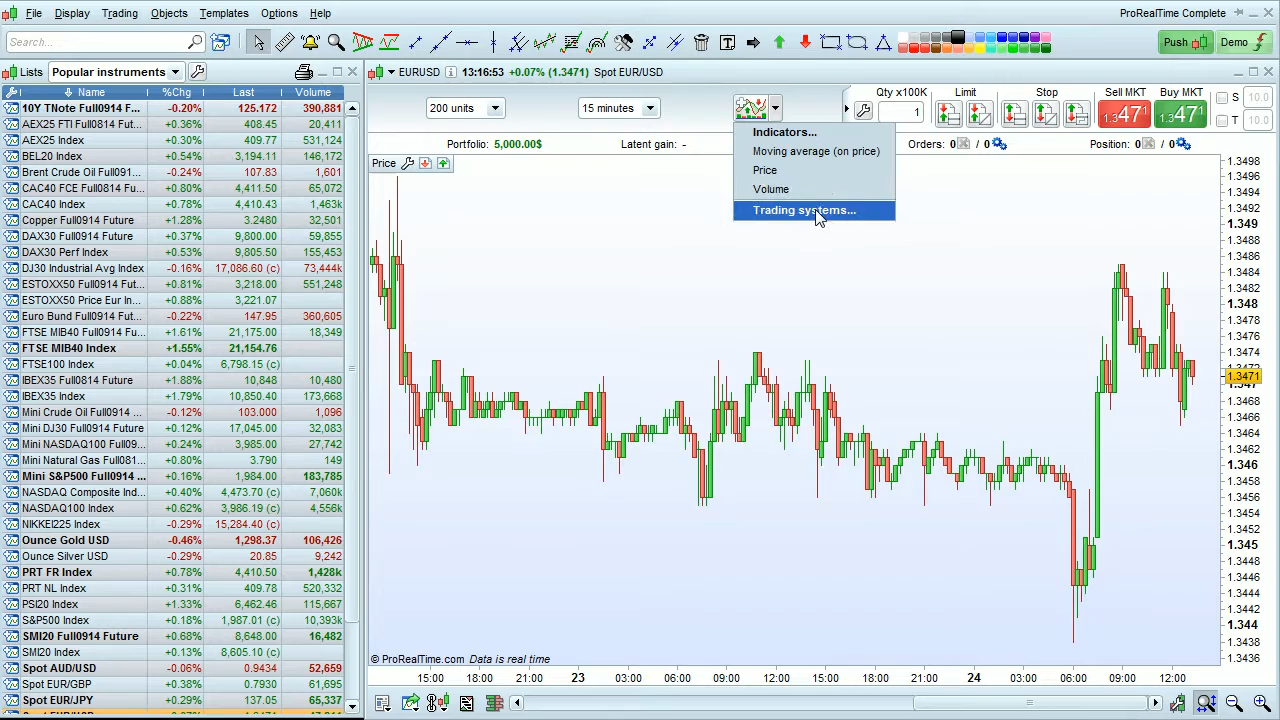 File Display Trading Objects Templates Options Help ProRealTime Complete
Search... T Push Demo
Lists Popular instruments EURUSD 13:16:53 +0.07% (1.3471) Spot EUR/USD
Name %Chg Last Volume
200 units 15 minutes Qty x100K 1 Limit Stop Sell MKT 1.3471 Buy MKT 1.3471 S T
Indicators...
Moving average (on price)
Price
Volume
Trading systems...
Portfolio: 5,000.00$ Latent gain: - Orders: 0 / 0 Position: 0 / 0
Price
10Y TNote Full0914 F... -0.20% 125.172 390,881
AEX25 FTI Full0814 Fut... +0.36% 408.45 20,411
AEX25 Index +0.35% 409.40 531,124
BEL20 Index +0.54% 3,194.11 146,172
Brent Crude Oil Full91... -0.24% 107.83 1,601
CAC40 FCE Full0814 F... +0.80% 4,411.50 65,072
CAC40 Index +0.78% 4,410.43 1,463k
Copper Full0914 Future +1.28% 3.2480 32,501
DAX30 Full0914 Future +0.37% 9,800.00 59,855
DAX30 Perf Index +0.53% 9,805.50 155,453
DJ30 Industrial Avg Index -0.16% 17,086.60 (c) 73,444k
ESTOXX50 Full0914 Fut... +0.81% 3,218.00 551,248
ESTOXX50 Price Eur In... +0.88% 3,221.07
Euro Bund Full0914 Fut... -0.22% 147.95 360,605
FTSE MIB40 Full0914 Fu... +1.61% 21,175.00 18,349
FTSE MIB40 Index +1.55% 21,154.76
FTSE100 Index +0.04% 6,798.15 (c)
IBEX35 Full0814 Future +1.88% 10,848 10,480
IBEX35 Index +1.79% 10,850.40 173,668
Mini Crude Oil Full0914... -0.12% 103.000 1,096
Mini DJ30 Full0914 Future +0.12% 17,045.00 32,083
Mini NASDAQ100 Full09... +0.24% 3,985.00 27,742
Mini Natural Gas Full081... +0.80% 3.790 149
Mini S&P500 Full0914 ... +0.16% 1,984.00 183,785
NASDAQ Composite Ind... +0.40% 4,473.70 (c) 7,060k
NASDAQ100 Index +0.62% 3,986.19 (c) 4,556k
NIKKEI225 Index -0.29% 15,284.40 (c)
Ounce Gold USD -0.46% 1,298.37 106,426
Ounce Silver USD -0.29% 20.85 9,242
PRT FR Index +0.78% 4,410.50 1,428k
PRT NL Index +0.31% 409.78 520,332
PSI20 Index +1.33% 6,462.46 115,667
S&P500 Index +0.18% 1,987.01 (c) 10,393k
SMI20 Full0914 Future +0.68% 8,648.00 16,482
SMI20 Index +0.13% 8,605.10 (c)
Spot AUD/USD -0.06% 0.9434 52,659
Spot EUR/GBP +0.38% 0.7930 61,695
Spot EUR/JPY +0.29% 137.05 65,337
1.3498
1.3496
1.3494
1.3492
1.349
1.3488
1.3486
1.3484
1.3482
1.348
1.3478
1.3476
1.3474
1.3471
1.3468
1.3466
1.3464
1.346
1.3458
1.3456
1.3454
1.3452
1.345
1.3448
1.3446
1.3444
1.3442
1.344
1.3438
1.3436
© ProRealTime.com Data is real time
15:00 18:00 21:00 23 03:00 06:00 09:00 12:00 15:00 18:00 21:00 24 03:00 06:00 09:00 12:00